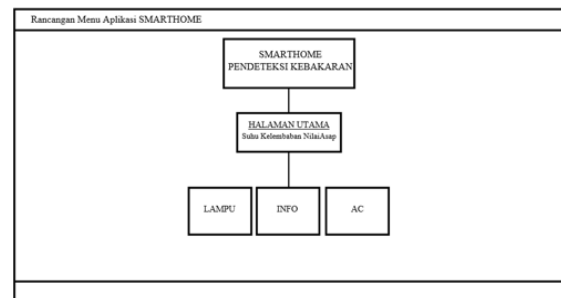 Rancangan Menu Aplikasi SMARTHOME
SMARTHOME
PENDETEKSI KEBAKARAN
HALAMAN UTAMA
Suhu Kelembaban NilaiAsap
LAMPU
INFO
AC